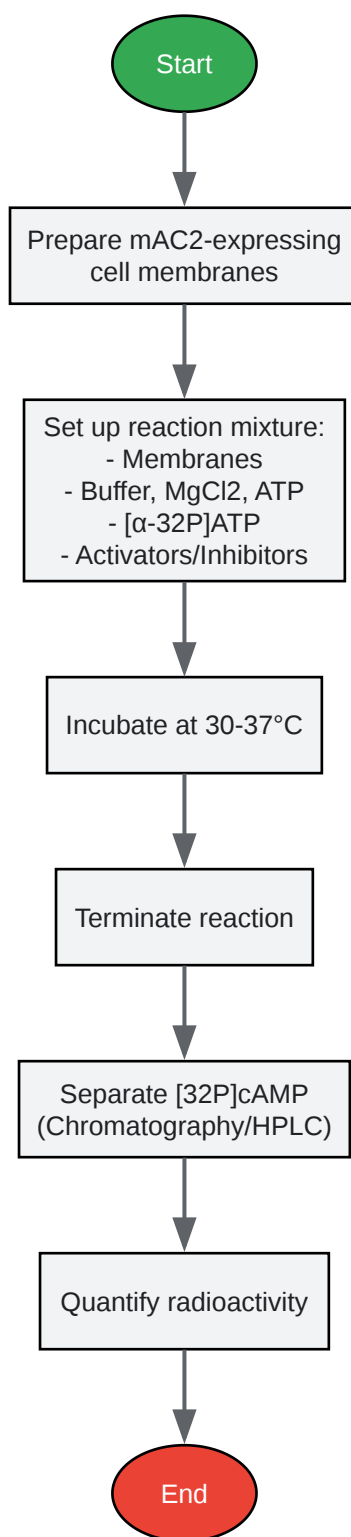 Start
Prepare mAC2-expressing
cell membranes
Set up reaction mixture:
- Membranes
- Buffer, MgCl2, ATP
- [α-32P]ATP
- Activators/Inhibitors
Incubate at 30-37°C
Terminate reaction
Separate [32P]cAMP
(Chromatography/HPLC)
Quantify radioactivity
End